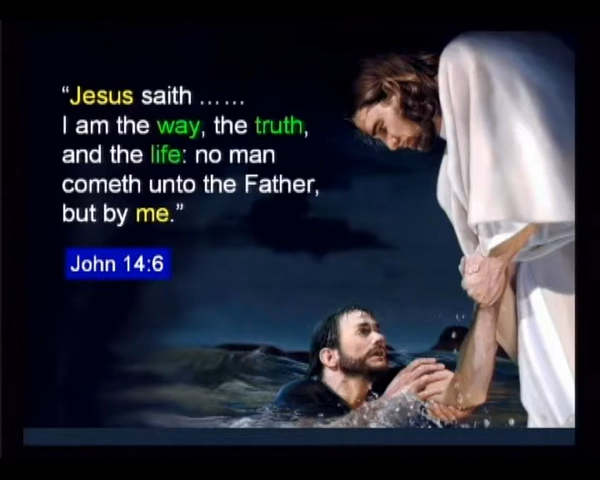 “Jesus saith ……
I am the way, the truth,
and the life: no man
cometh unto the Father,
but by me.”
John 14:6